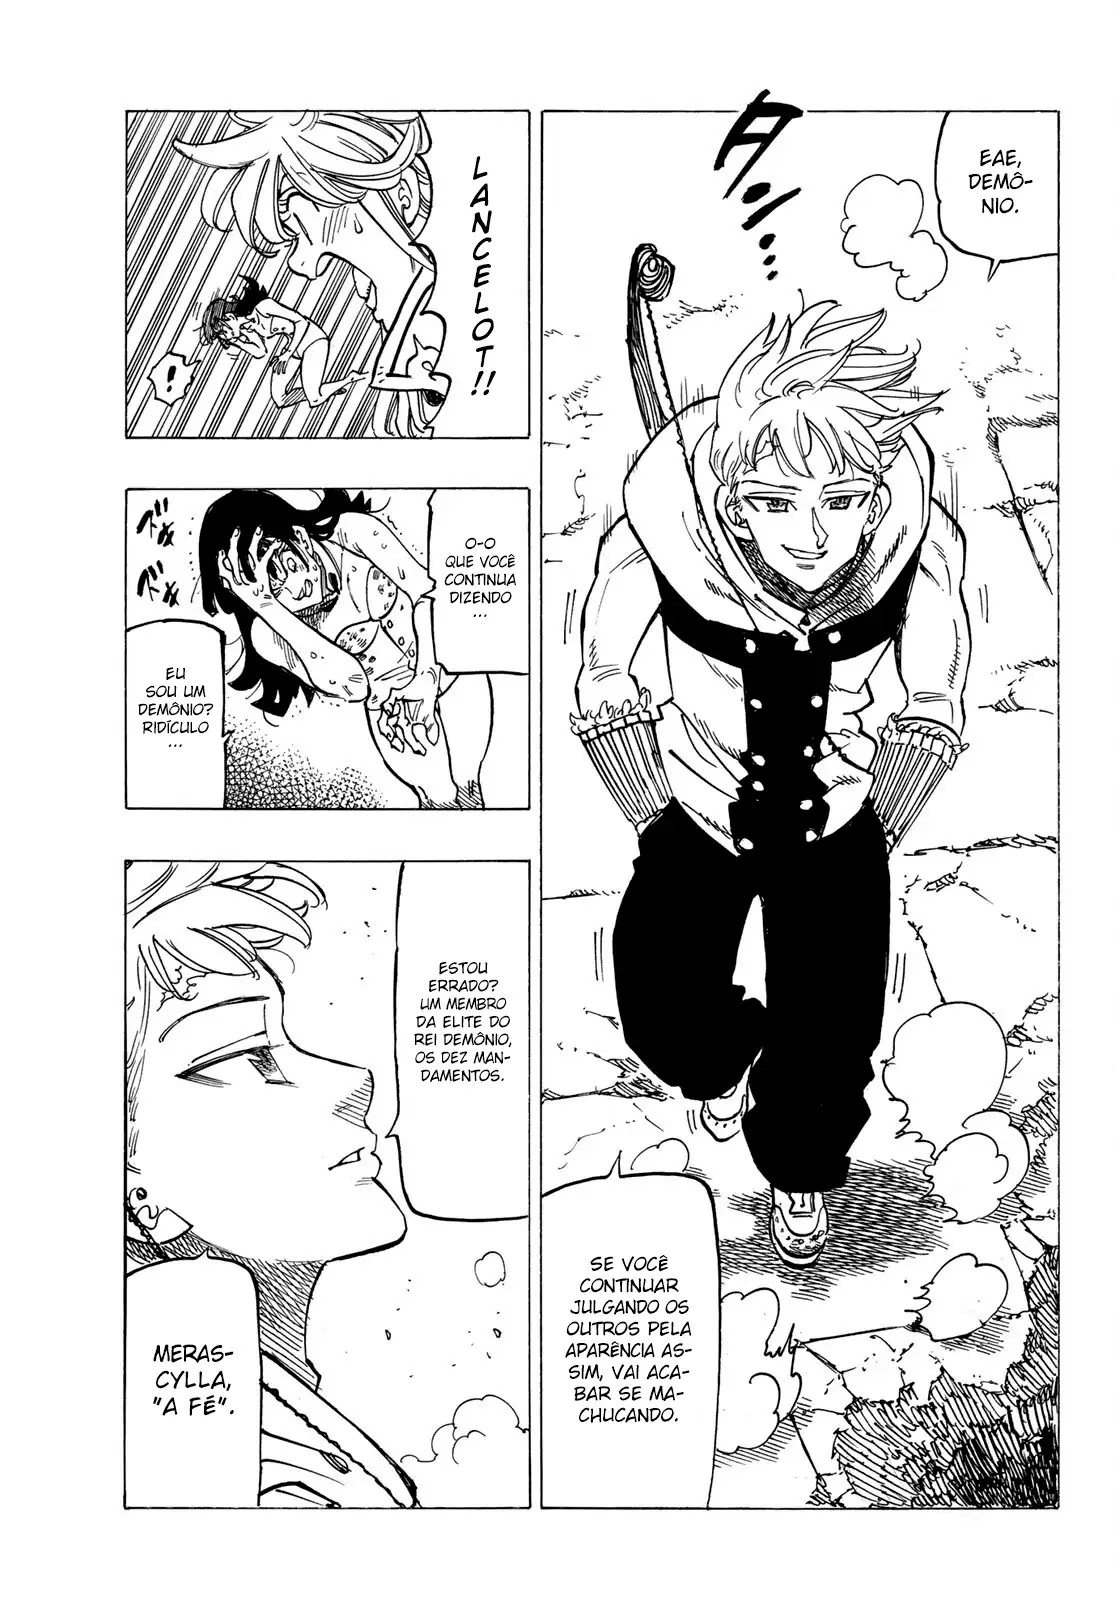 EAE,
DEMÔ-
NIO.
タン...
SE VOCÊ
CONTINUAR
JULGANDO OS
OUTROS PELA
APARÊNCIA AS-
SIM, VAI ACA-
BAR SE MA-
CHUCANDO.
LANCELOT!!
!
O-O
QUE VOCÊ
CONTINUA
DIZENDO
...
EU
SOU UM
DEMÔNIO?
RIDÍCULO
...
ESTOU
ERRADO?
UM MEMBRO
DA ELITE DO
REI DEMÔNIO,
OS DEZ MAN-
DAMENTOS.
MERAS-
CYLLA,
"A FÉ".